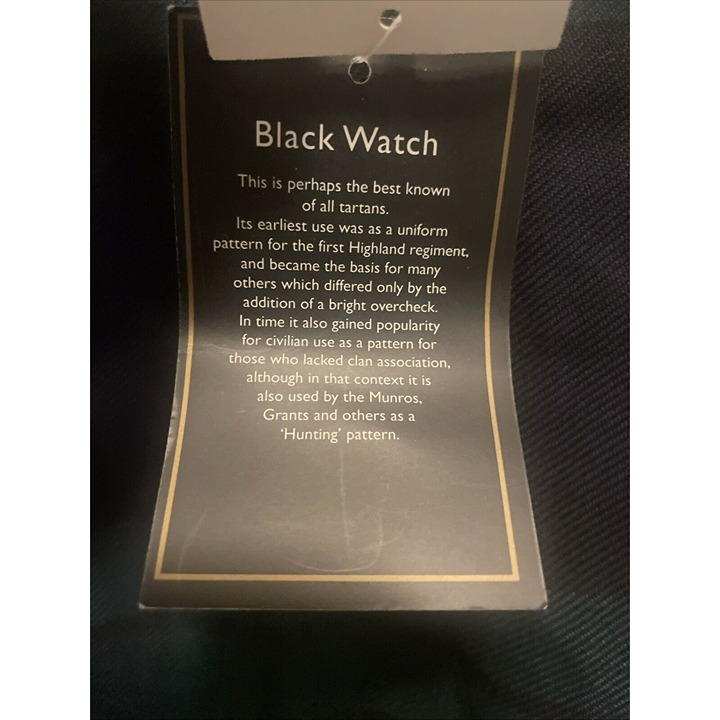 Black Watch
This is perhaps the best known
of all tartans.
Its earliest use was as a uniform
pattern for the first Highland regiment,
and became the basis for many
others which differed only by the
addition of a bright overcheck.
In time it also gained popularity
for civilian use as a pattern for
those who lacked clan association,
although in that context it is
also used by the Munros,
Grants and others as a
‘Hunting’ pattern.